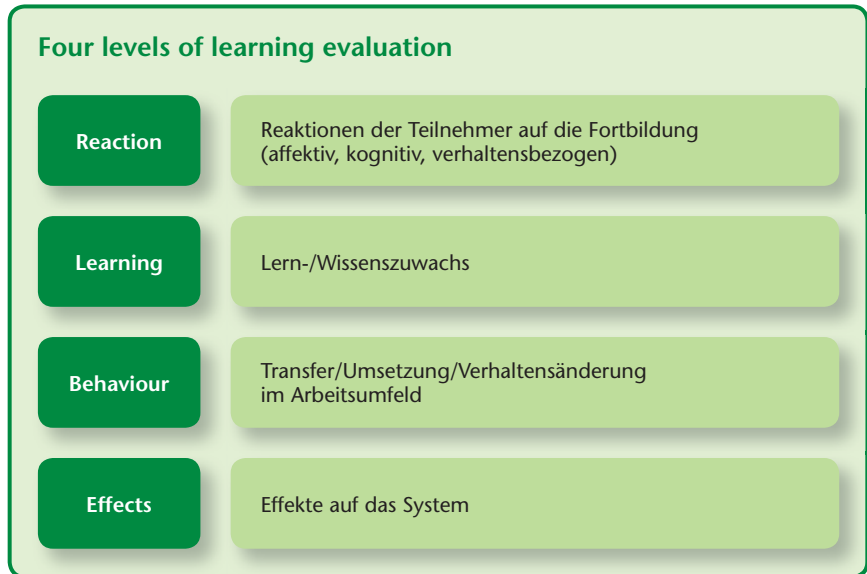 Four levels of learning evaluation
Reaction
Reaktionen der Teilnehmer auf die Fortbildung
(affektiv, kognitiv, verhaltensbezogen)
Learning
Lern-/Wissenszuwachs
Behaviour
Transfer/Umsetzung/Verhaltensänderung
im Arbeitsumfeld
Effects
Effekte auf das System